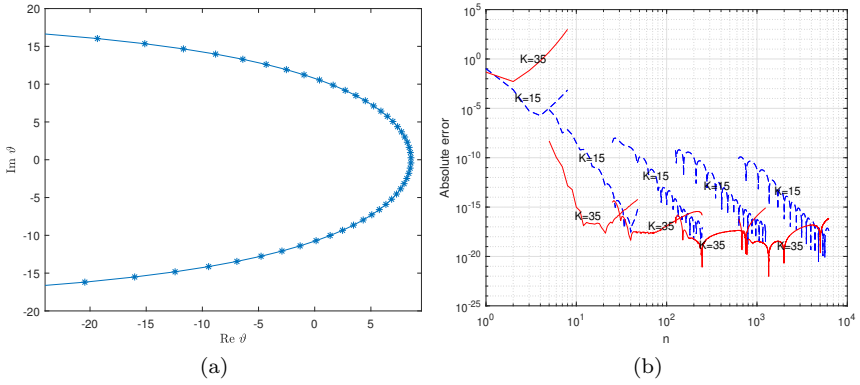 20
15
10
5
0
-5
-10
-15
-20
Im ϑ
-20
-15
-10
-5
0
5
Re ϑ
(a)
10^5
10^0
10^-5
10^-10
10^-15
10^-20
10^-25
Absolute error
K=35
K=15
K=15
K=15
K=15
K=15
K=35
K=35
K=35
10^0
10^1
10^2
10^3
10^4
n
(b)